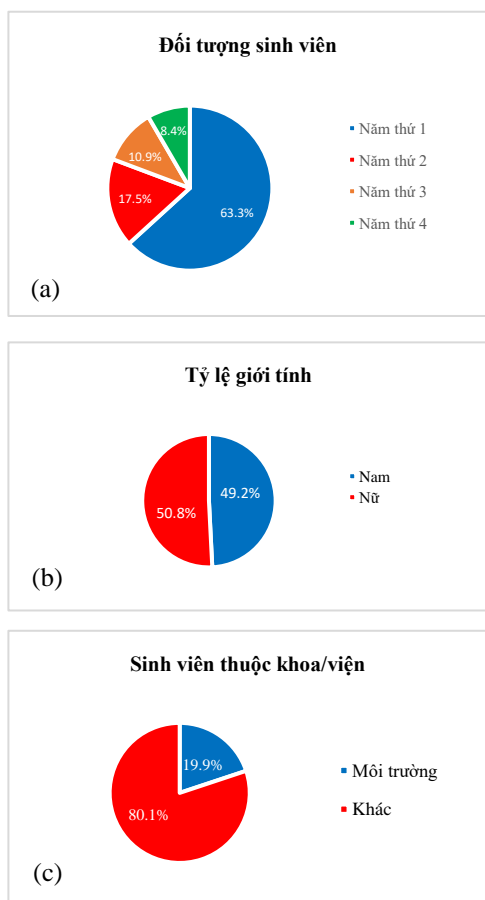 Đối tượng sinh viên
8.4%
10.9%
17.5%
63.3%
Năm thứ 1
Năm thứ 2
Năm thứ 3
Năm thứ 4
(a)
Tỷ lệ giới tính
50.8%
49.2%
Nam
Nữ
(b)
Sinh viên thuộc khoa/viện
19.9%
80.1%
Môi trường
Khác
(c)